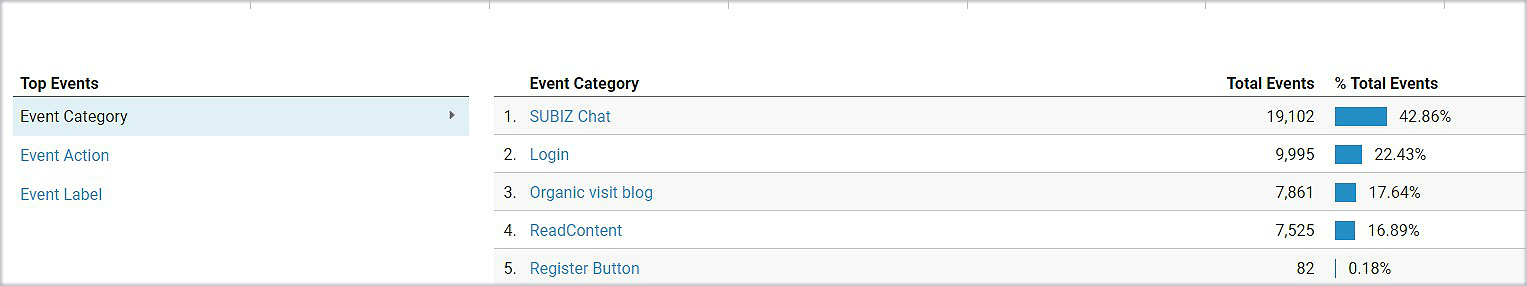 Top Events
Event Category
Event Action
Event Label
Event Category Total Events % Total Events
1. SUBIZ Chat 19,102 42.86%
2. Login 9,995 22.43%
3. Organic visit blog 7,861 17.64%
4. ReadContent 7,525 16.89%
5. Register Button 82 0.18%